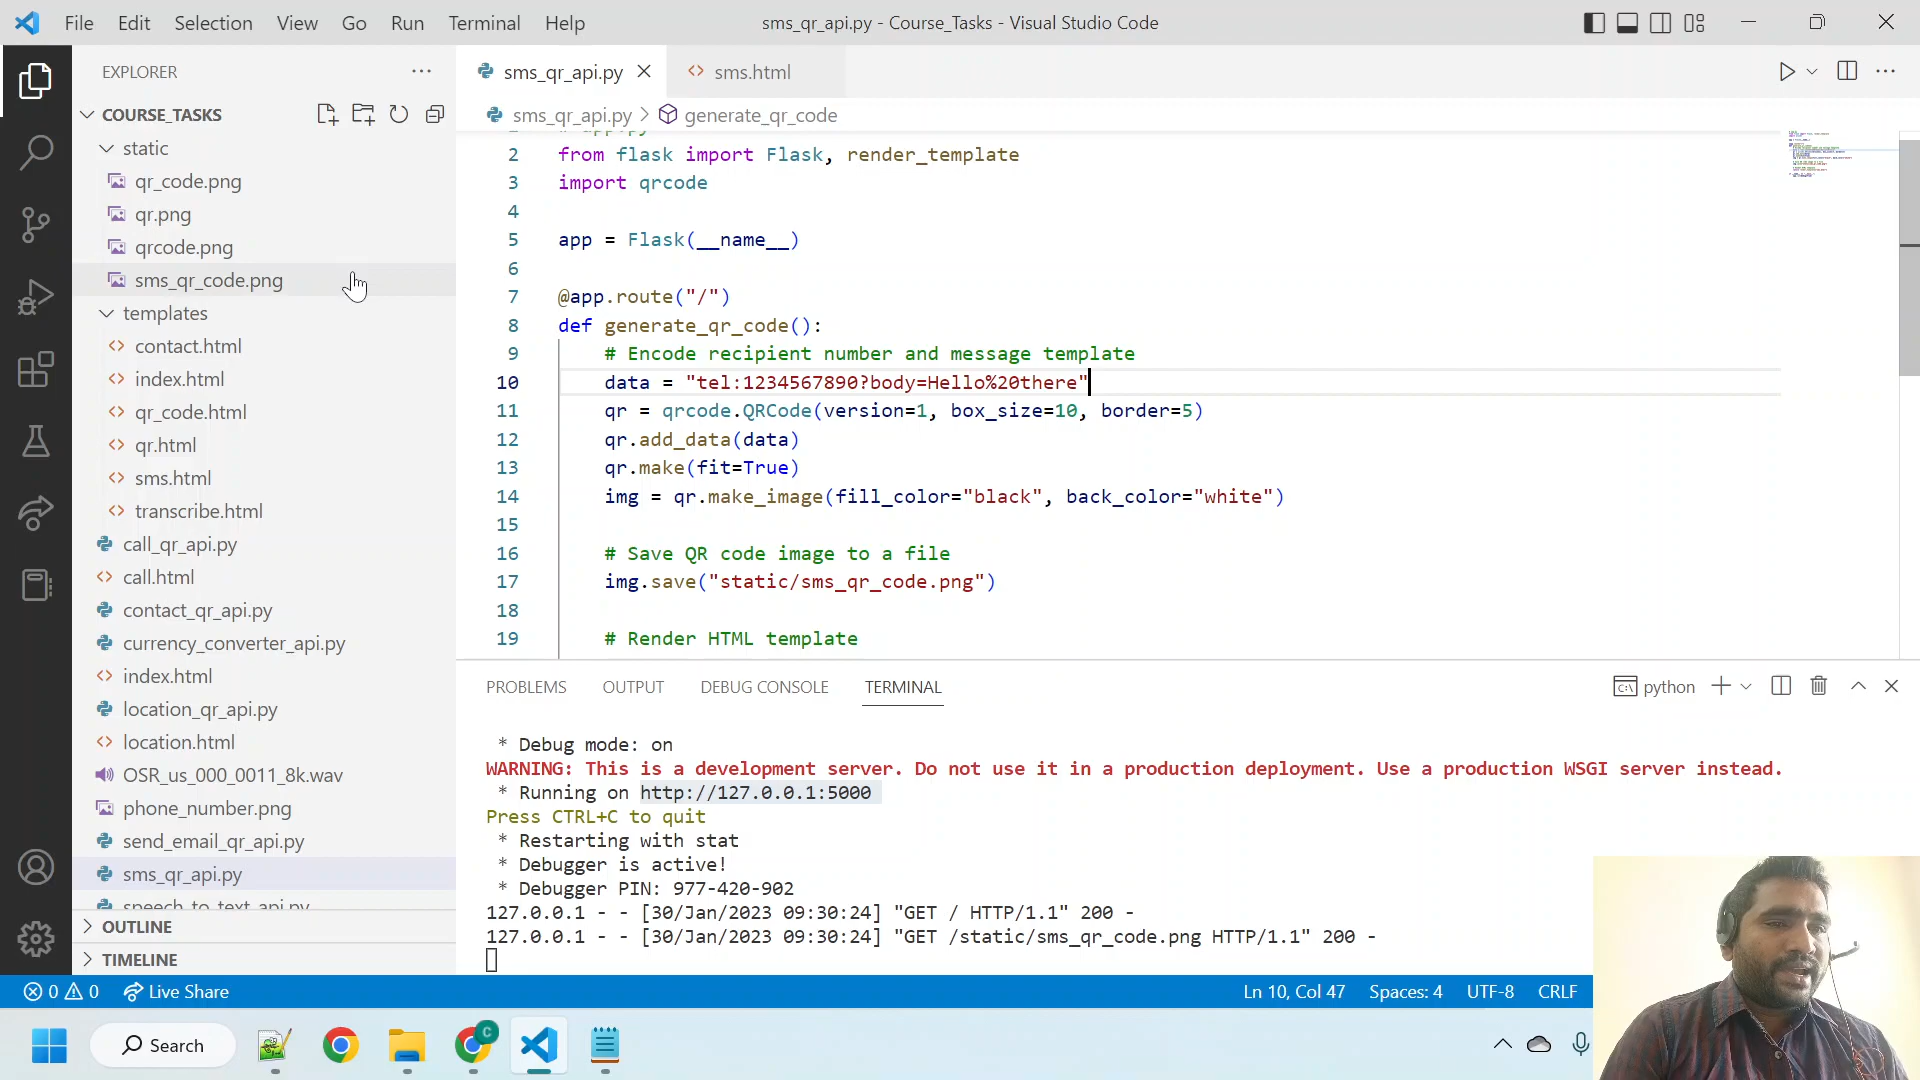 File Edit Selection View Go Run Terminal Help
sms_qr_api.py - Course_Tasks - Visual Studio Code
EXPLORER
COURSE_TASKS
static
qr_code.png
qr.png
qrcode.png
sms_qr_code.png
templates
contact.html
index.html
qr_code.html
qr.html
sms.html
transcribe.html
call_qr_api.py
call.html
contact_qr_api.py
currency_converter_api.py
index.html
location_qr_api.py
location.html
OSR_us_000_0011_8k.wav
phone_number.png
send_email_qr_api.py
sms_qr_api.py
speech_to_text_api.py
OUTLINE
TIMELINE
sms_qr_api.py
sms.html
sms_qr_api.py > generate_qr_code
2 from flask import Flask, render_template
3 import qrcode
4
5 app = Flask(__name__)
6
7 @app.route("/")
8 def generate_qr_code():
9 # Encode recipient number and message template
10 data = "tel:1234567890?body=Hello%20there"
11 qr = qrcode.QRCode(version=1, box_size=10, border=5)
12 qr.add_data(data)
13 qr.make(fit=True)
14 img = qr.make_image(fill_color="black", back_color="white")
15
16 # Save QR code image to a file
17 img.save("static/sms_qr_code.png")
18
19 # Render HTML template
PROBLEMS OUTPUT DEBUG CONSOLE TERMINAL
python
* Debug mode: on
WARNING: This is a development server. Do not use it in a production deployment. Use a production WSGI server instead.
* Running on http://127.0.0.1:5000
Press CTRL+C to quit
* Restarting with stat
* Debugger is active!
* Debugger PIN: 977-420-902
127.0.0.1 - - [30/Jan/2023 09:30:24] "GET / HTTP/1.1" 200 -
127.0.0.1 - - [30/Jan/2023 09:30:24] "GET /static/sms_qr_code.png HTTP/1.1" 200 -
0 0 Live Share
Ln 10, Col 47 Spaces: 4 UTF-8 CRLF
Search
C